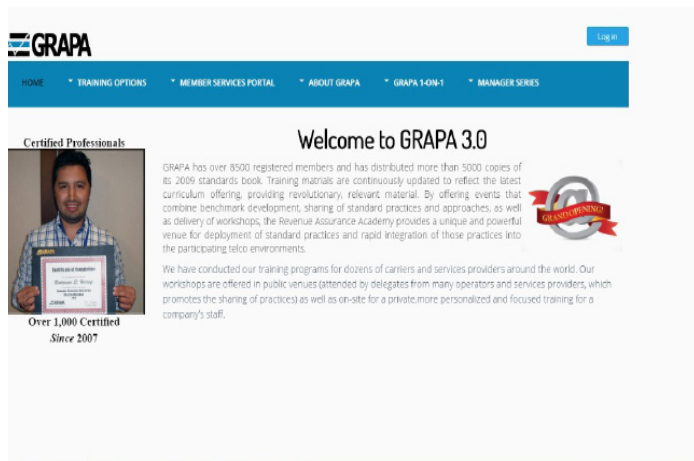 GRAPA
Log in
HOME
TRAINING OPTIONS
MEMBER SERVICES PORTAL
ABOUT GRAPA
GRAPA 1-ON-1
MANAGER SERIES
Certified Professionals
Welcome to GRAPA 3.0
GRAPA has over 8500 registered members and has distributed more than 5000 copies of
its 2009 standards book. Training matrials are continuously updated to reflect the latest
curriculum offering, providing revolutionary, relevant material. By offering events that
combine benchmark development, sharing of standard practices and approaches, as well
as delivery of workshops, the Revenue Assurance Academy provides a unique and powerful
venue for deployment of standard practices and rapid integration of those practices into
the participating telco environments.
GRAND OPENING!
We have conducted our training programs for dozens of carriers and services providers around the world. Our
workshops are offered in public venues (attended by delegates from many operators and services providers, which
promotes the sharing of practices) as well as on-site for a private,more personalized and focused training for a
company's staff.
Certificate of Completion
Over 1,000 Certified
Since 2007